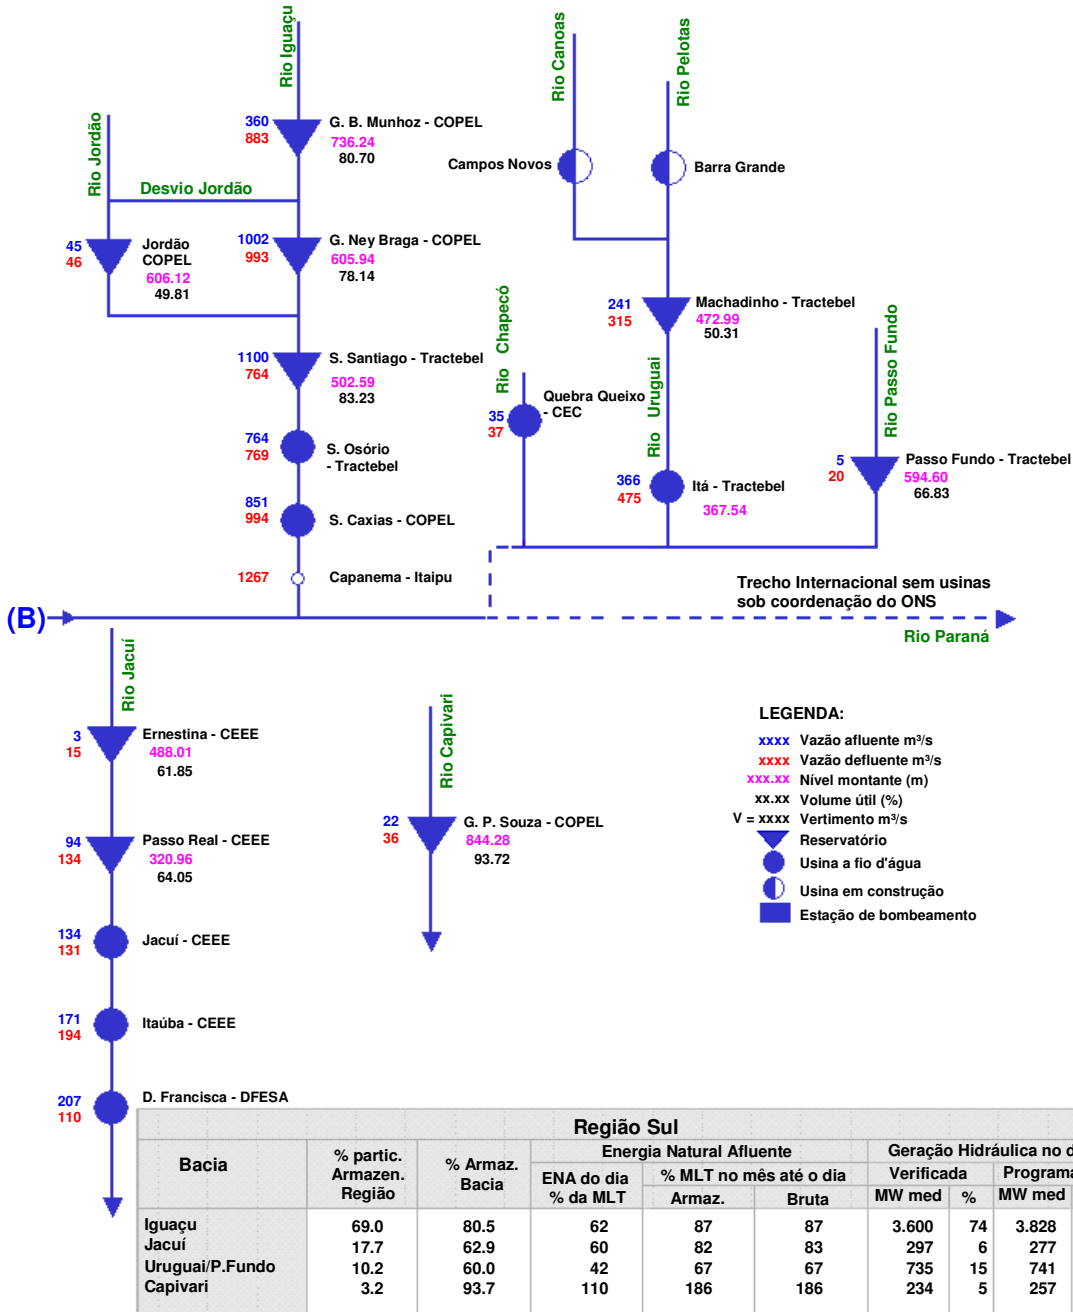 Rio Iguaçu
Rio Canoas
Rio Pelotas
Rio Jordão
360
883
G. B. Munhoz - COPEL
736.24
80.70
Campos Novos
Barra Grande
Desvio Jordão
45
46
Jordão
COPEL
606.12
49.81
1002
993
G. Ney Braga - COPEL
605.94
78.14
241
315
Machadinho - Tractebel
472.99
50.31
Rio Chapecó
Rio Uruguai
Rio Passo Fundo
1100
764
S. Santiago - Tractebel
502.59
83.23
35
37
Quebra Queixo
- CEC
764
769
S. Osório
- Tractebel
366
475
Itá - Tractebel
367.54
5
20
Passo Fundo - Tractebel
594.60
66.83
851
994
S. Caxias - COPEL
1267
Capanema - Itaipu
Trecho Internacional sem usinas
sob coordenação do ONS
(B)
Rio Paraná
Rio Jacuí
Rio Capivari
3
15
Ernestina - CEEE
488.01
61.85
94
134
Passo Real - CEEE
320.96
64.05
22
36
G. P. Souza - COPEL
844.28
93.72
134
131
Jacuí - CEEE
171
194
Itaúba - CEEE
207
110
D. Francisca - DFESA
LEGENDA:
xxxx Vazão afluente m³/s
xxxx Vazão defluente m³/s
xxx.xx Nível montante (m)
xx.xx Volume útil (%)
V = xxxx Vertimento m³/s
Reservatório
Usina a fio d'água
Usina em construção
Estação de bombeamento
Região Sul
Bacia % partic. Armazen. Região % Armaz. Bacia Energia Natural Afluente Geração Hidráulica no d
ENA do dia % da MLT % MLT no mês até o dia Verificada Programa
Armaz. Bruta MW med % MW med
Iguaçu 69.0 80.5 62 87 87 3.600 74 3.828
Jacuí 17.7 62.9 60 82 83 297 6 277
Uruguai/P.Fundo 10.2 60.0 42 67 67 735 15 741
Capivari 3.2 93.7 110 186 186 234 5 257